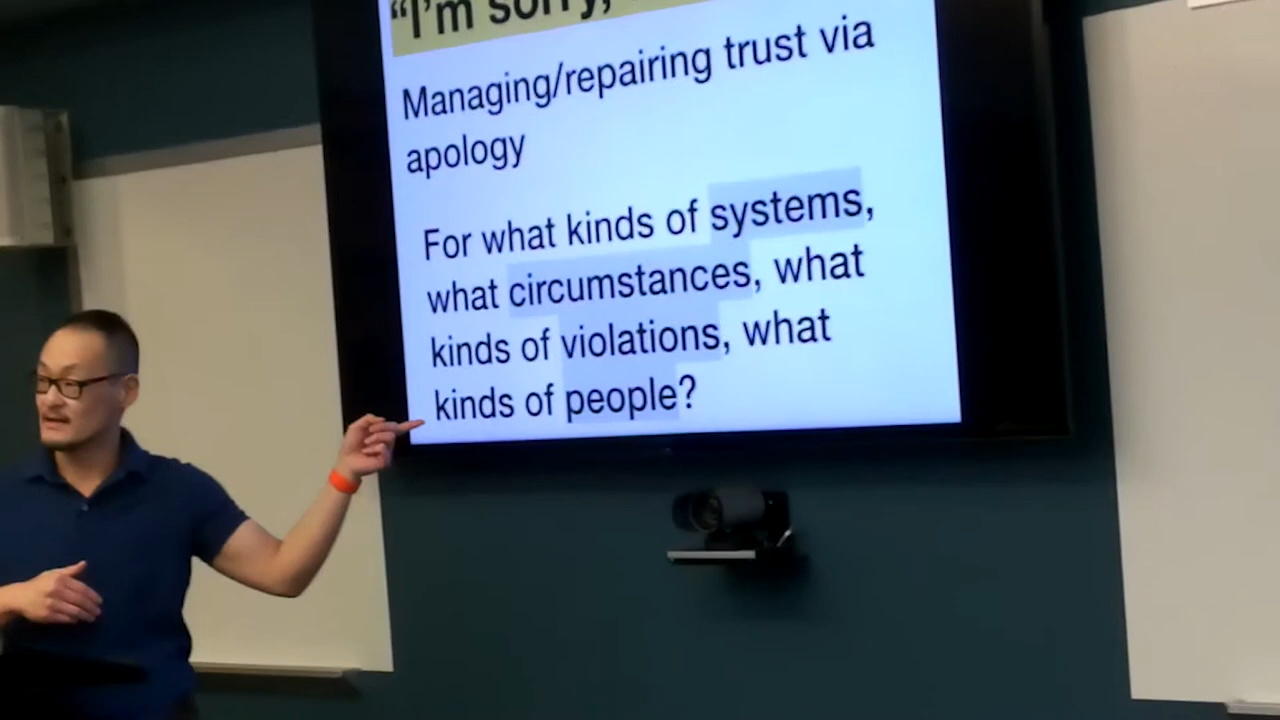 “I’m sorry,
Managing/repairing trust via
apology
For what kinds of systems,
what circumstances, what
kinds of violations, what
kinds of people?